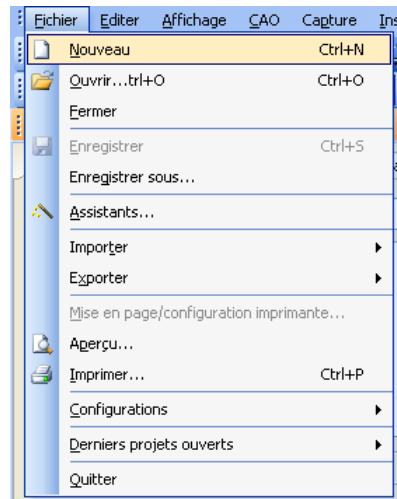 Fichier Editer Affichage CAO Capture Ins
Nouveau Ctrl+N
Ouvrir...trl+O Ctrl+O
Fermer
Enregistrer Ctrl+S
Enregistrer sous...
Assistants...
Importer
Exporter
Mise en page/configuration imprimante...
Aperçu...
Imprimer... Ctrl+P
Configurations
Derniers projets ouverts
Quitter